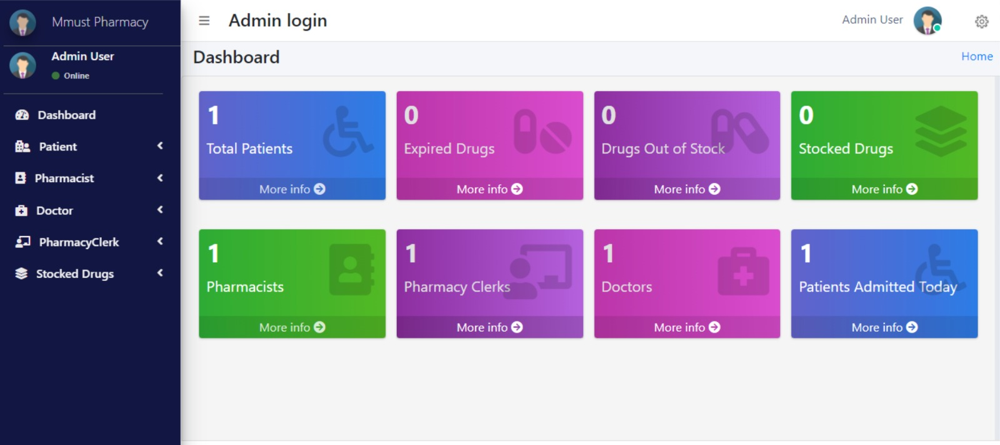 Mmust Pharmacy
Admin User
Online
Dashboard
Patient
Pharmacist
Doctor
PharmacyClerk
Stocked Drugs
Admin login
Admin User
Dashboard
Home
1
Total Patients
More info
0
Expired Drugs
More info
0
Drugs Out of Stock
More info
0
Stocked Drugs
More info
1
Pharmacists
More info
1
Pharmacy Clerks
More info
1
Doctors
More info
1
Patients Admitted Today
More info